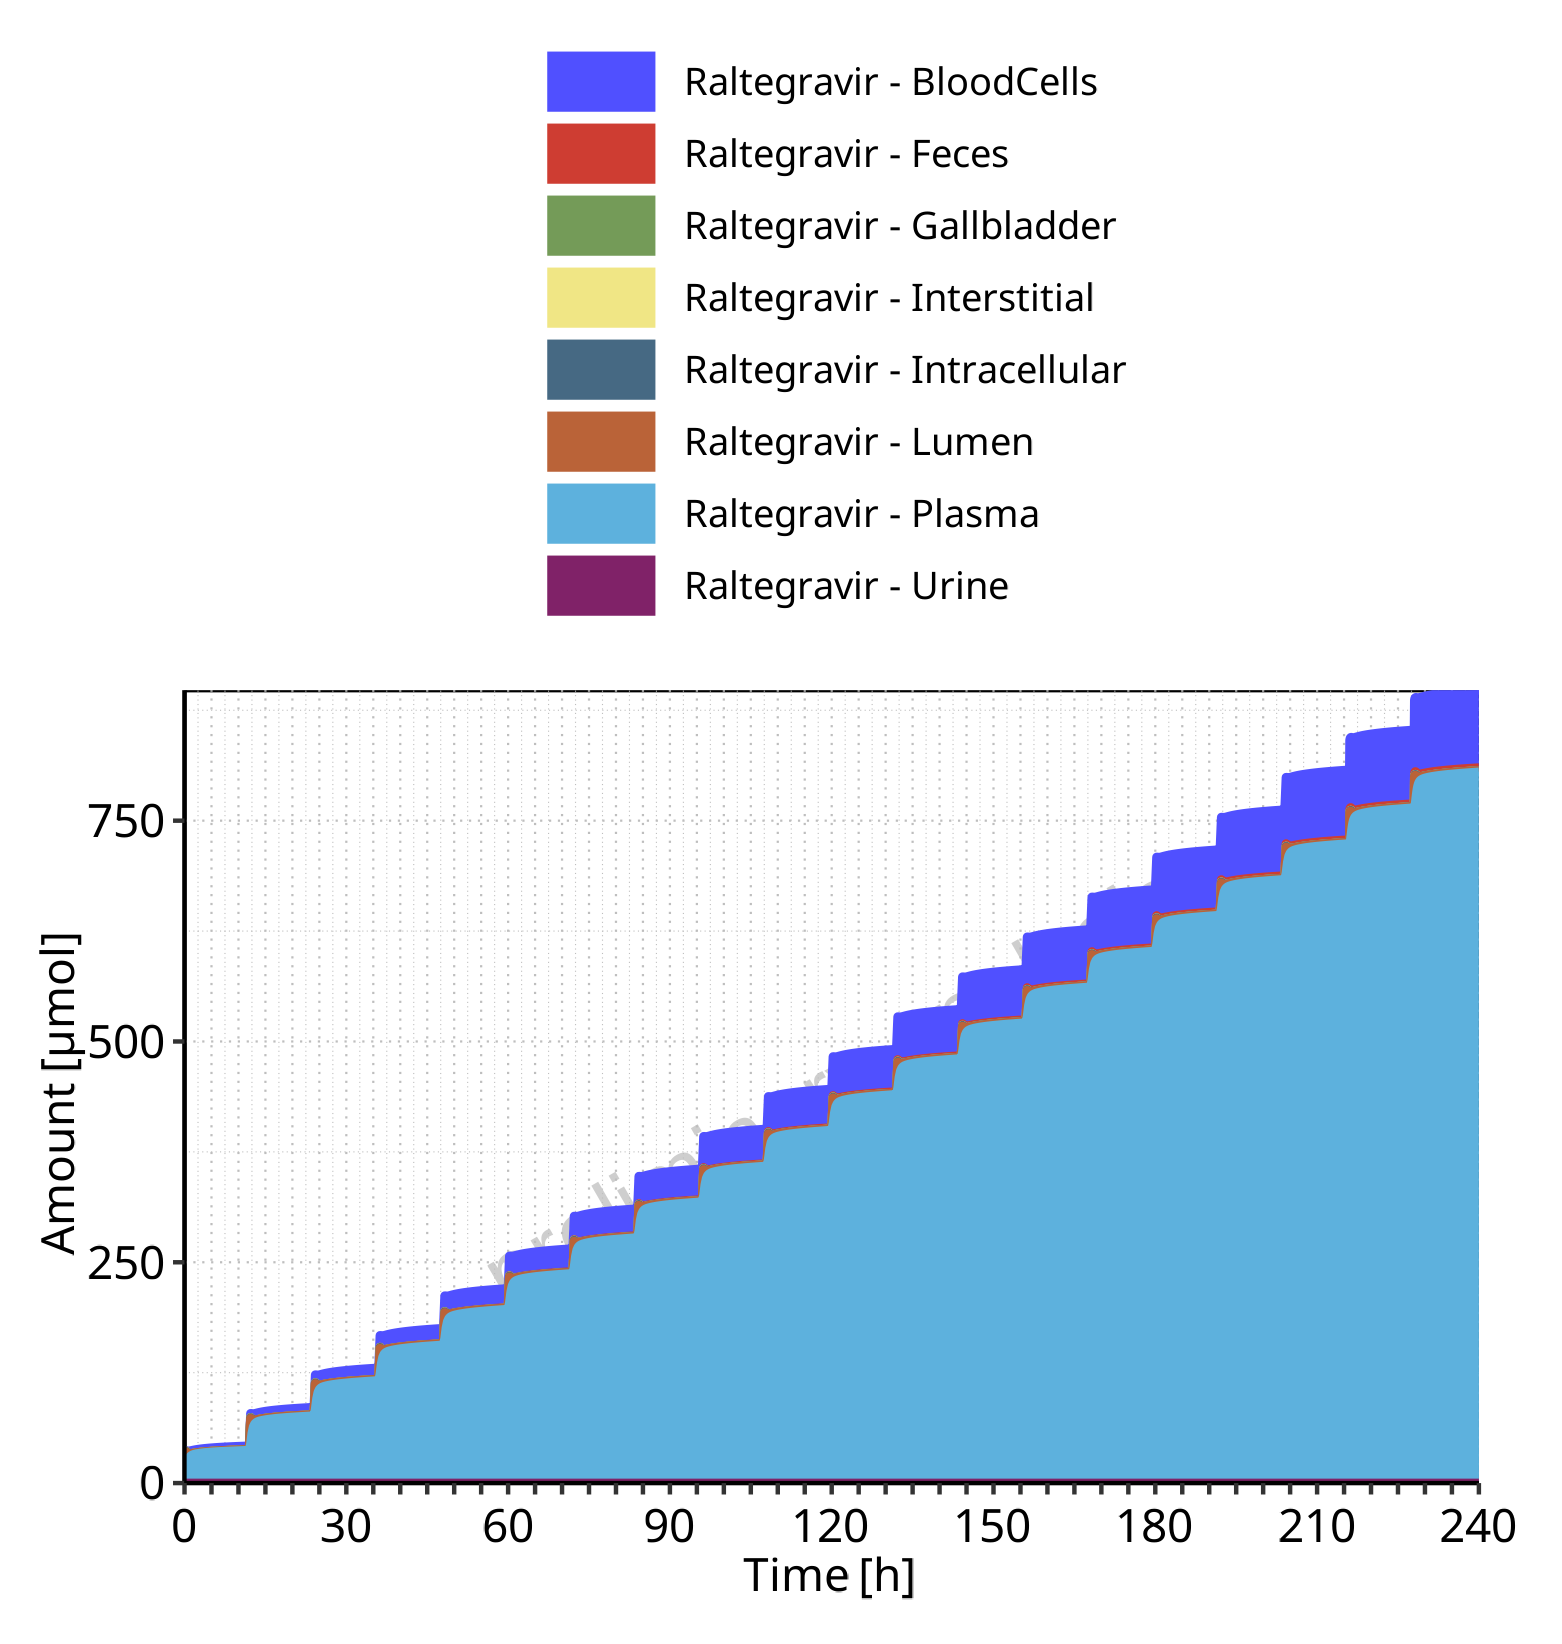 Raltegravir - BloodCells
Raltegravir - Feces
Raltegravir - Gallbladder
Raltegravir - Interstitial
Raltegravir - Intracellular
Raltegravir - Lumen
Raltegravir - Plasma
Raltegravir - Urine
Amount [µmol]
750
500
250
0
0 30 60 90 120 150 180 210 240
Time [h]